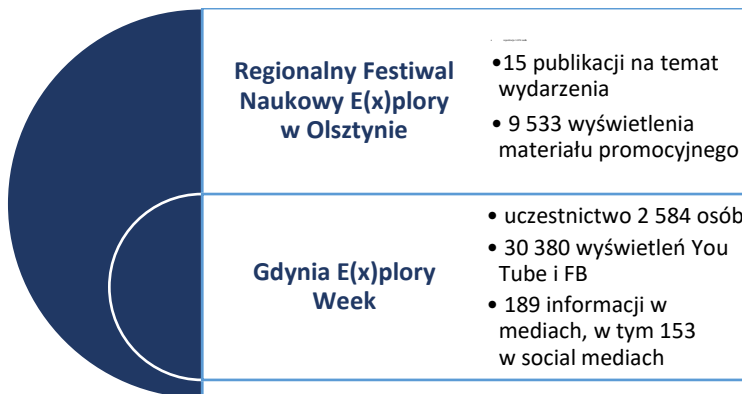 Regionalny Festiwal
Naukowy E(x)plory
w Olsztynie
•15 publikacji na temat
wydarzenia
• 9 533 wyświetlenia
materiału promocyjnego
Gdynia E(x)plory
Week
• uczestnictwo 2 584 osób
• 30 380 wyświetleń You
Tube i FB
• 189 informacji w
mediach, w tym 153
w social mediach